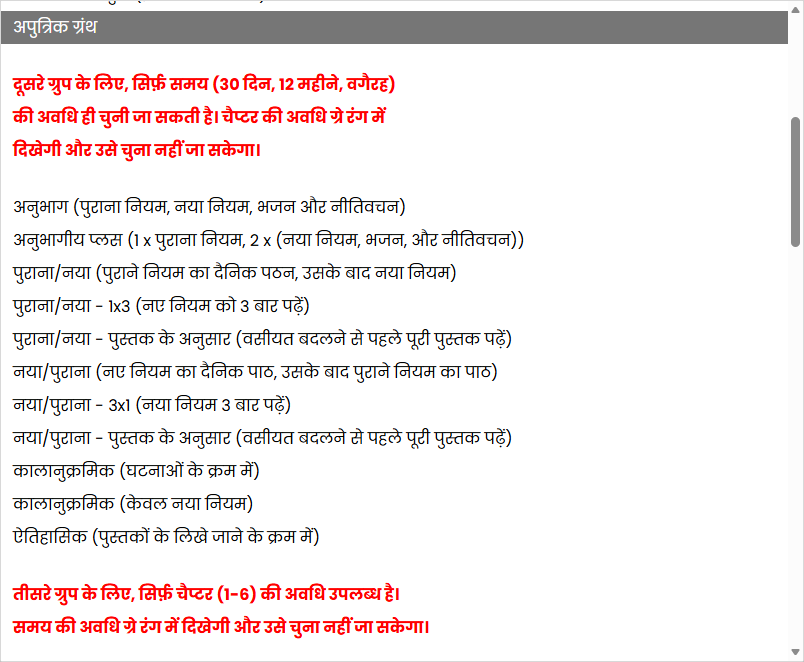 अपुत्रिक ग्रंथ
दूसरे ग्रुप के लिए, सिर्फ़ समय (30 दिन, 12 महीने, वगैरह)
की अवधि ही चुनी जा सकती है। चैप्टर की अवधि ग्रे रंग में
दिखेगी और उसे चुना नहीं जा सकेगा।
अनुभाग (पुराना नियम, नया नियम, भजन और नीतिवचन)
अनुभागीय प्लस (1 x पुराना नियम, 2 x (नया नियम, भजन, और नीतिवचन))
पुराना/नया (पुराने नियम का दैनिक पठन, उसके बाद नया नियम)
पुराना/नया - 1x3 (नए नियम को 3 बार पढ़ें)
पुराना/नया - पुस्तक के अनुसार (वसीयत बदलने से पहले पूरी पुस्तक पढ़ें)
नया/पुराना (नए नियम का दैनिक पाठ, उसके बाद पुराने नियम का पाठ)
नया/पुराना - 3x1 (नया नियम 3 बार पढ़ें)
नया/पुराना - पुस्तक के अनुसार (वसीयत बदलने से पहले पूरी पुस्तक पढ़ें)
कालानुक्रमिक (घटनाओं के क्रम में)
कालानुक्रमिक (केवल नया नियम)
ऐतिहासिक (पुस्तकों के लिखे जाने के क्रम में)
तीसरे ग्रुप के लिए, सिर्फ़ चैप्टर (1-6) की अवधि उपलब्ध है।
समय की अवधि ग्रे रंग में दिखेगी और उसे चुना नहीं जा सकेगा।